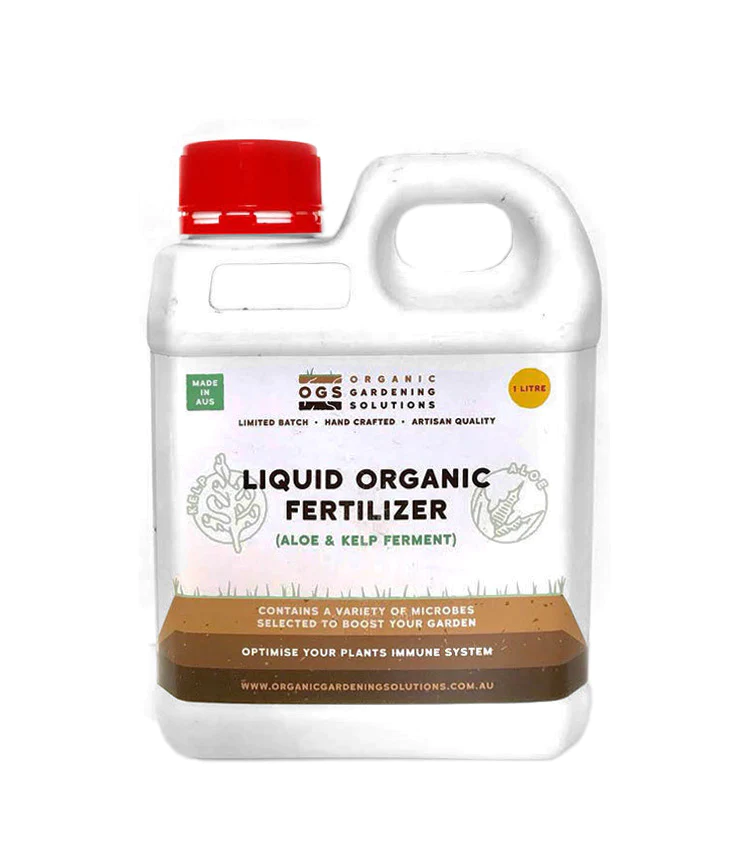 MADE
IN
AUS
OGS
ORGANIC
GARDENING
SOLUTIONS
1 LITRE
LIMITED BATCH • HAND CRAFTED • ARTISAN QUALITY
KELP
LIQUID ORGANIC
FERTILIZER
ALOE
(ALOE & KELP FERMENT)
CONTAINS A VARIETY OF MICROBES
SELECTED TO BOOST YOUR GARDEN
OPTIMISE YOUR PLANTS IMMUNE SYSTEM
WWW.ORGANICGARDENINGSOLUTIONS.COM.AU